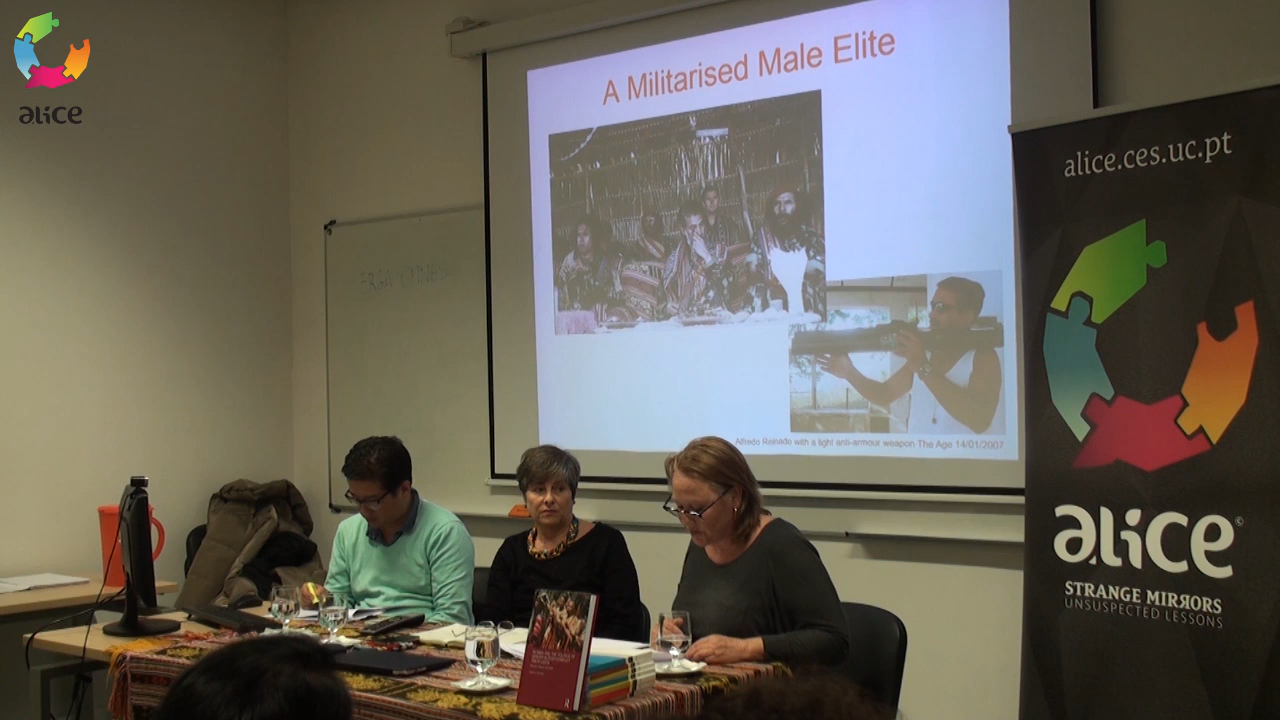 alice
A Militarised Male Elite
Alfredo Reinado with a light anti-armour weapon The Age 14/01/2007
alice.ces.uc.pt
alice
STRANGE MIRRORS
UNSUSPECTED LESSONS